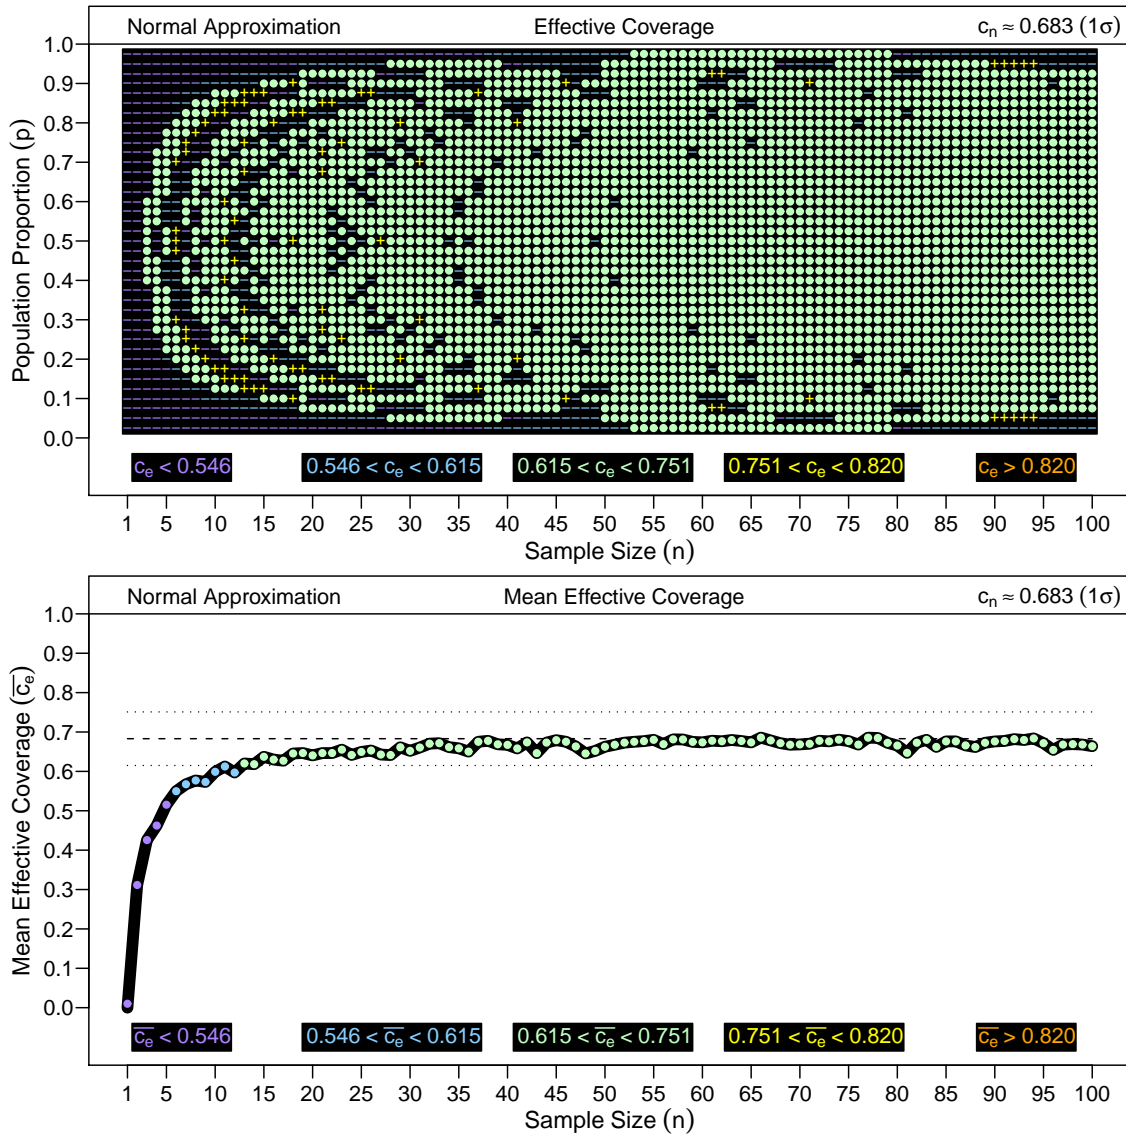 Normal Approximation Effective Coverage cₙ ≈ 0.683 (1σ)
1.0
0.9
0.8
0.7
0.6
0.5
0.4
0.3
0.2
0.1
0.0
Population Proportion (p)
cₑ < 0.546 0.546 < cₑ < 0.615 0.615 < cₑ < 0.751 0.751 < cₑ < 0.820 cₑ > 0.820
1 5 10 15 20 25 30 35 40 45 50 55 60 65 70 75 80 85 90 95 100
Sample Size (n)
Normal Approximation Mean Effective Coverage cₙ ≈ 0.683 (1σ)
1.0
0.9
0.8
0.7
0.6
0.5
0.4
0.3
0.2
0.1
0.0
Mean Effective Coverage (c̅ₑ)
c̅ₑ < 0.546 0.546 < c̅ₑ < 0.615 0.615 < c̅ₑ < 0.751 0.751 < c̅ₑ < 0.820 c̅ₑ > 0.820
1 5 10 15 20 25 30 35 40 45 50 55 60 65 70 75 80 85 90 95 100
Sample Size (n)